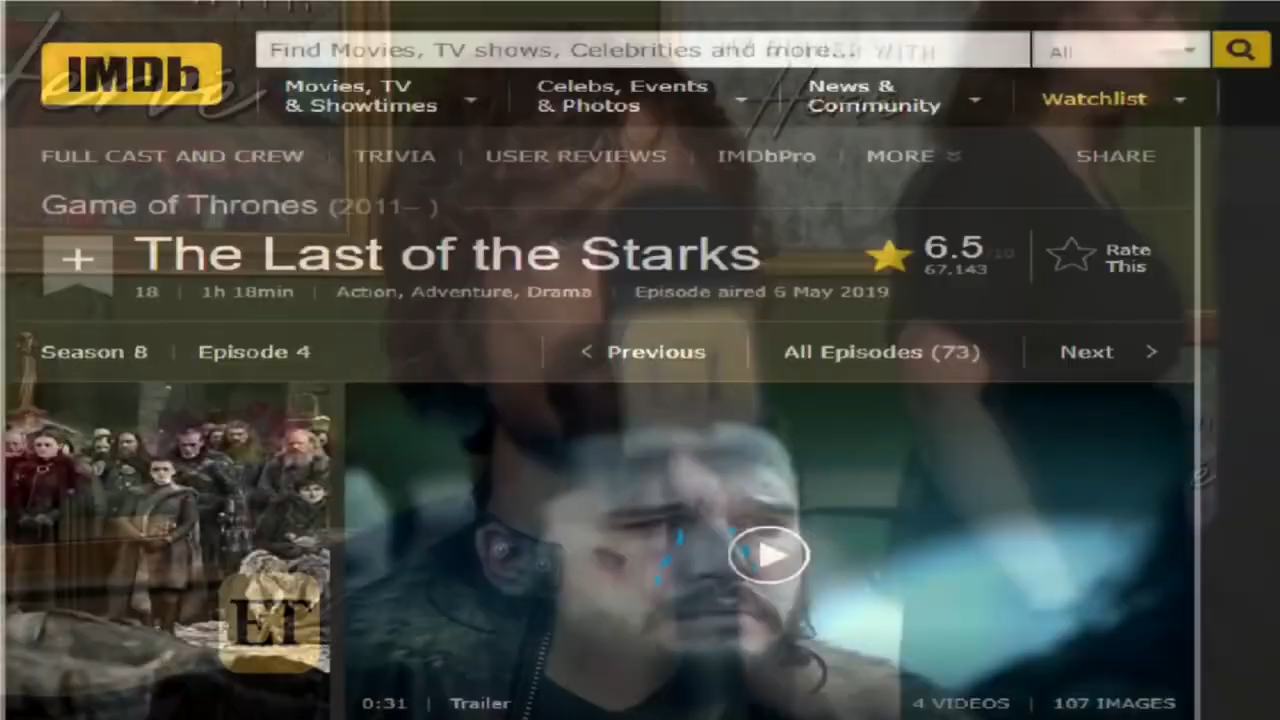 IMDb
Find Movies, TV shows, Celebrities and more...
All
Movies, TV
& Showtimes
Celebs, Events
& Photos
News &
Community
Watchlist
FULL CAST AND CREW | TRIVIA | USER REVIEWS | IMDbPro | MORE SHARE
Game of Thrones (2011– )
+ The Last of the Starks
6.5/10
67,143
Rate
This
18 | 1h 18min | Action, Adventure, Drama | Episode aired 6 May 2019
Season 8 | Episode 4
< Previous | All Episodes (73) | Next >
ET
0:31 | Trailer
4 VIDEOS | 107 IMAGES